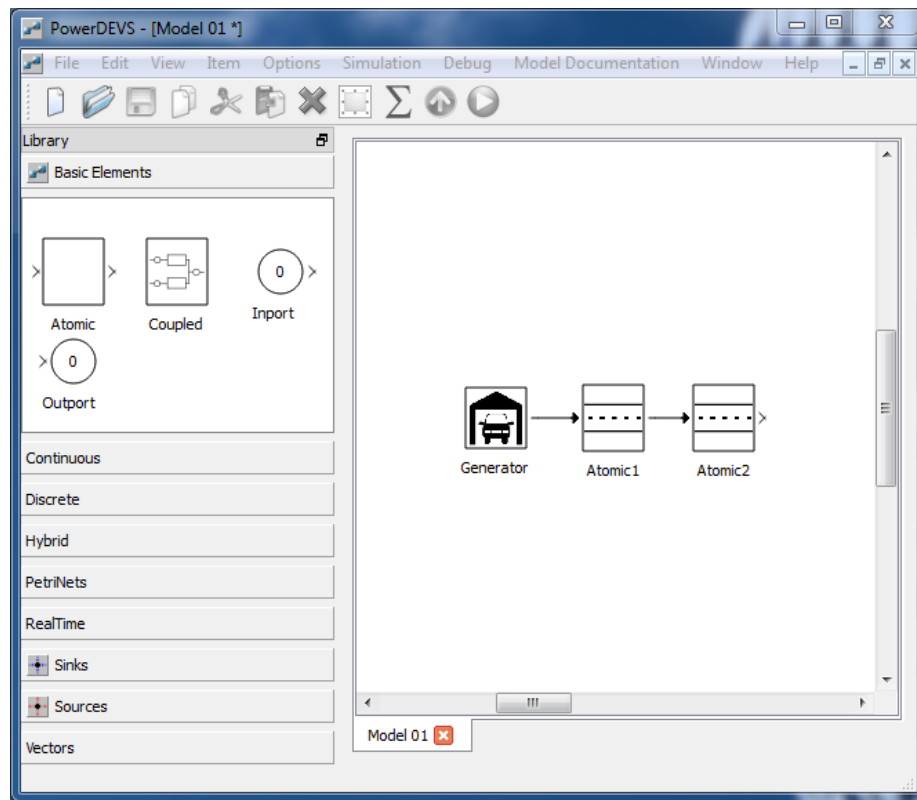 PowerDEVS - [Model 01 *]
File Edit View Item Options Simulation Debug Model Documentation Window Help
Library
Basic Elements
0
Atomic Coupled Inport
0
Outport
Continuous
Discrete
Hybrid
PetriNets
RealTime
Sinks
Sources
Vectors
Generator Atomic1 Atomic2
Model 01